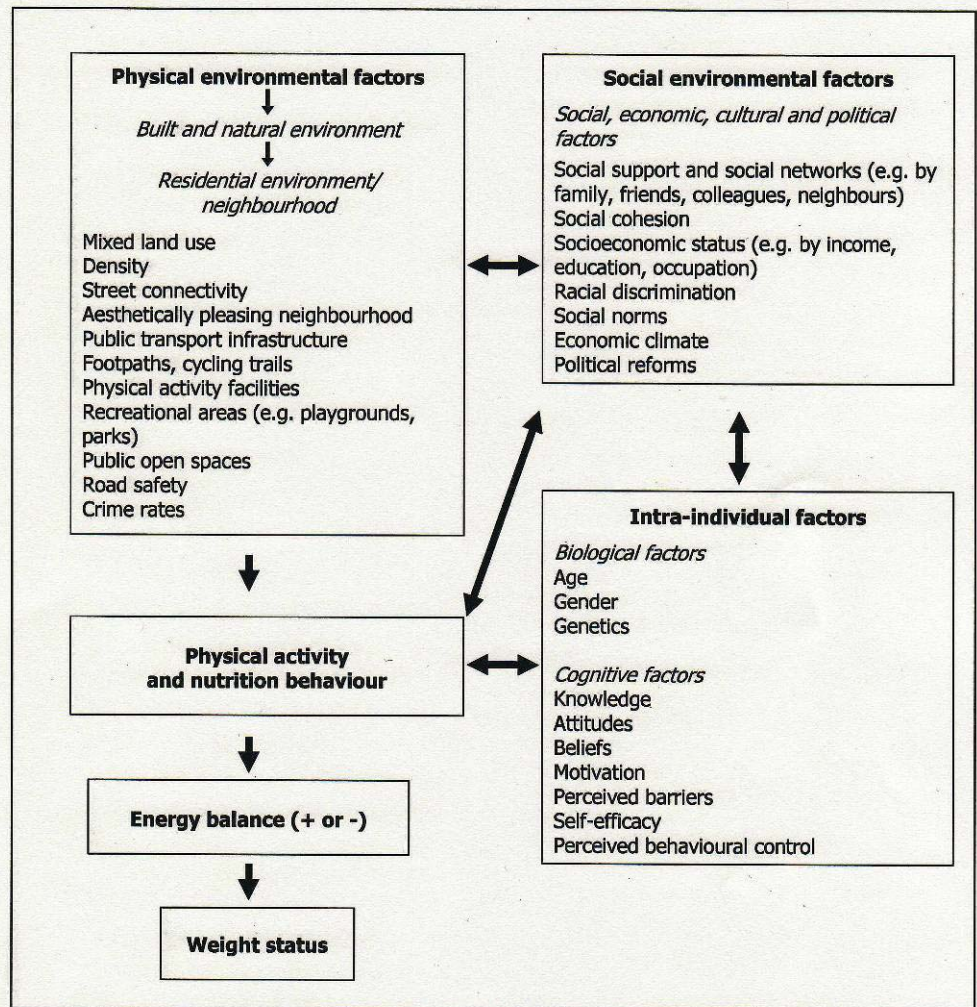 Physical environmental factors
Built and natural environment
Residential environment/
neighbourhood
Mixed land use
Density
Street connectivity
Aesthetically pleasing neighbourhood
Public transport infrastructure
Footpaths, cycling trails
Physical activity facilities
Recreational areas (e.g. playgrounds,
parks)
Public open spaces
Road safety
Crime rates
Social environmental factors
Social, economic, cultural and political
factors
Social support and social networks (e.g. by
family, friends, colleagues, neighbours)
Social cohesion
Socioeconomic status (e.g. by income,
education, occupation)
Racial discrimination
Social norms
Economic climate
Political reforms
Intra-individual factors
Biological factors
Age
Gender
Genetics
Cognitive factors
Knowledge
Attitudes
Beliefs
Motivation
Perceived barriers
Self-efficacy
Perceived behavioural control
Physical activity
and nutrition behaviour
Energy balance (+ or -)
Weight status